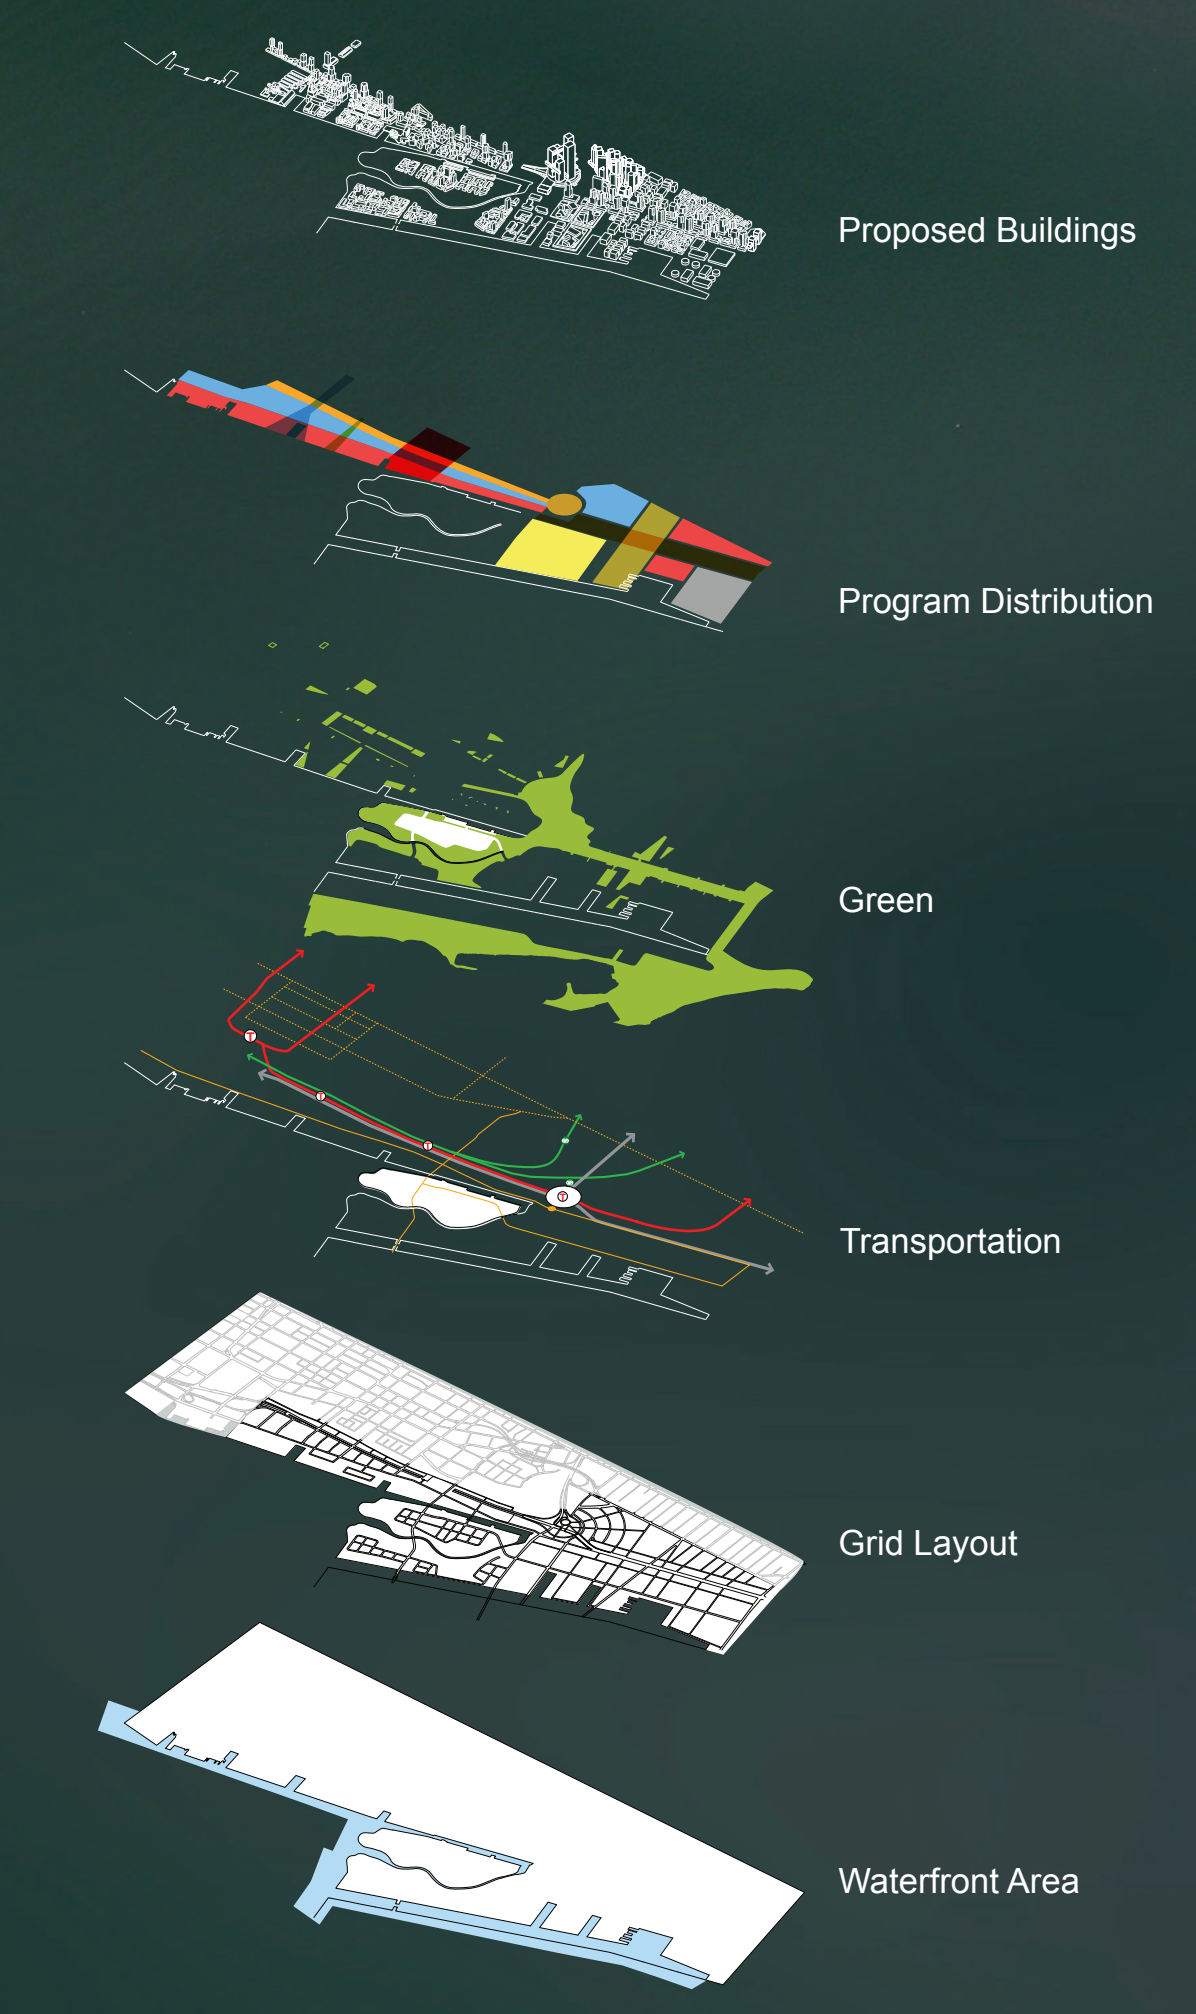 Proposed Buildings
Program Distribution
Green
T
T
T
T
Transportation
Grid Layout
Waterfront Area